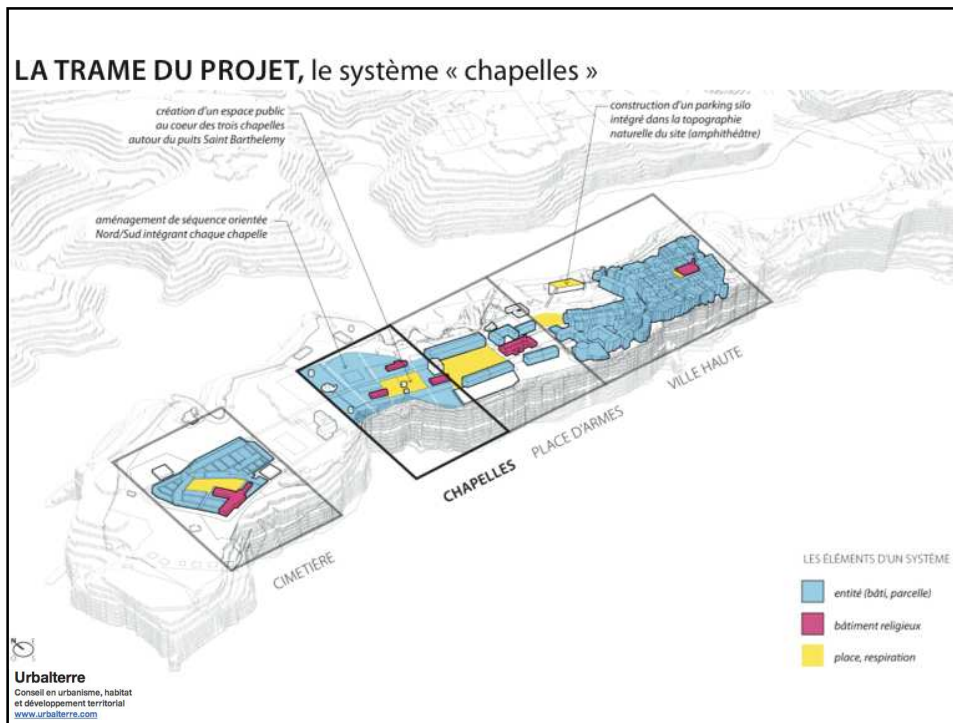 LA TRAME DU PROJET, le système « chapelles »
création d'un espace public
au coeur des trois chapelles
autour du puits Saint Barthelemy
construction d'un parking silo
intégré dans la topographie
naturelle du site (amphithéâtre)
aménagement de séquence orientée
Nord/Sud intégrant chaque chapelle
VILLE HAUTE
PLACE D'ARMES
CHAPELLES
CIMETIÈRE
LES ÉLÉMENTS D'UN SYSTÈME
entité (bâti, parcelle)
bâtiment religieux
place, respiration
N
Urbalterre
Conseil en urbanisme, habitat
et développement territorial
www.urbalterre.com